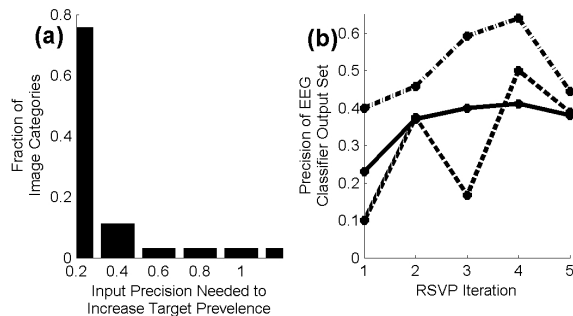 (a)
0.8
0.6
0.8
0.2
0
0.2 0.4 0.6 0.8 1
Fraction of
Image Categories
Input Precision Needed to
Increase Target Prevelence
(b)
0.6
0.5
0.4
0.3
0.2
0.1
0
1 2 3 4 5
Precision of EEG
Classifier Output Set
RSVP Iteration